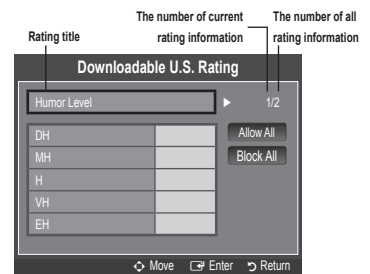 The number of current
rating information
The number of all
rating information
Rating title
Downloadable U.S. Rating
Humor Level
1/2
DH
Allow All
MH
Block All
H
VH
EH
Move Enter Return